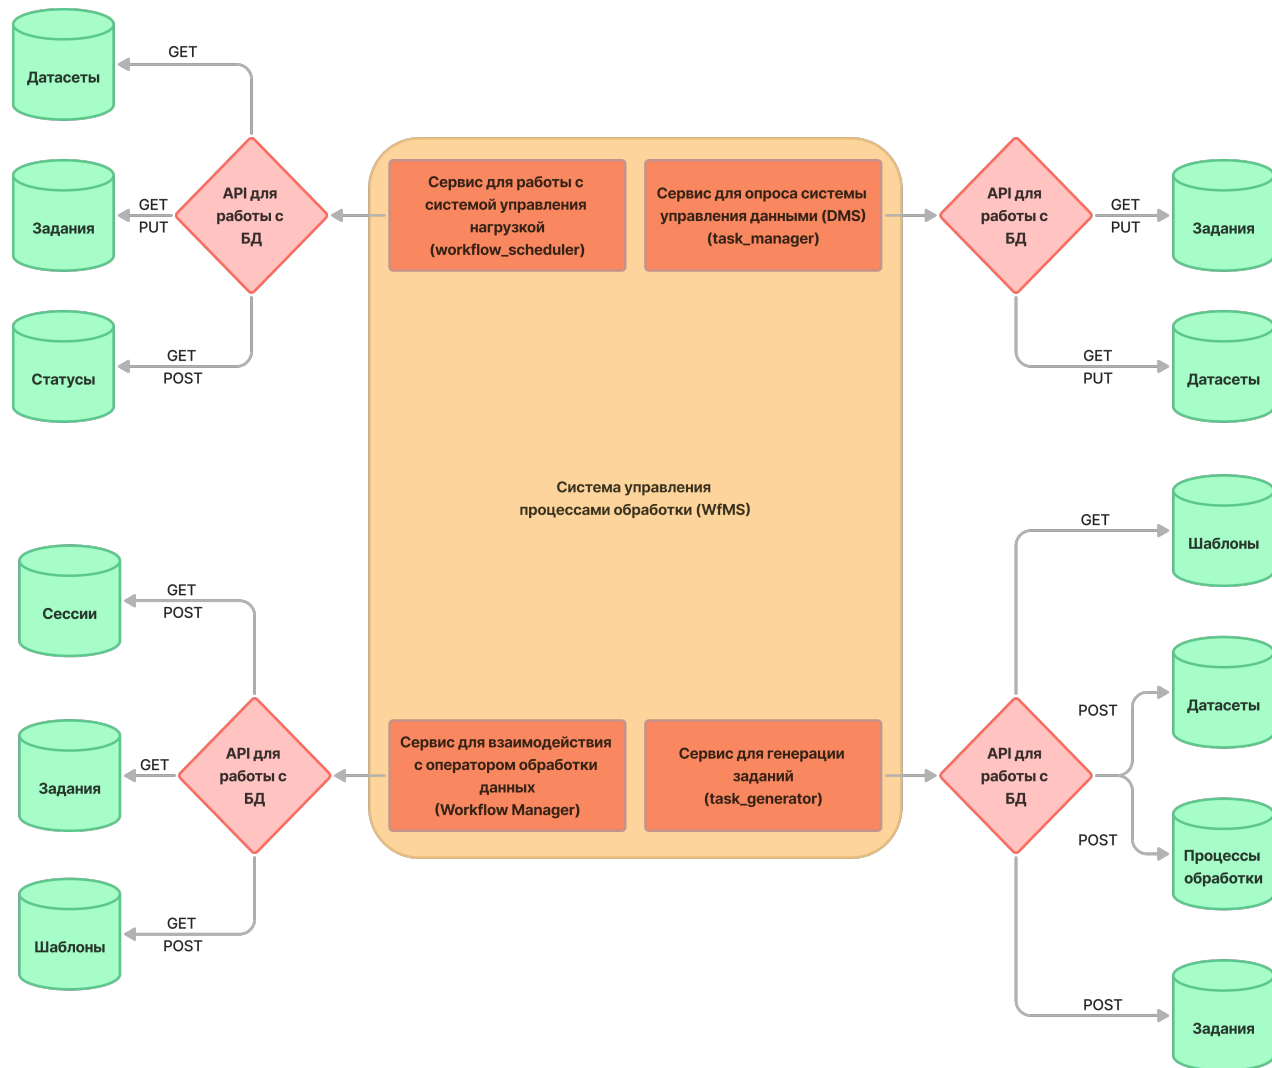 GET
Датасеты
API для
работы с
БД
GET
PUT
Задания
GET
POST
Статусы
Сервис для работы с
системой управления
нагрузкой
(workflow_scheduler)
Сервис для опроса системы
управления данными (DMS)
(task_manager)
API для
работы с
БД
GET
PUT
Задания
GET
PUT
Датасеты
Система управления
процессами обработки (WfMS)
GET
POST
Сессии
API для
работы с
БД
GET
Задания
GET
POST
Шаблоны
Сервис для взаимодействия
с оператором обработки
данных
(Workflow Manager)
Сервис для генерации
заданий
(task_generator)
API для
работы с
БД
GET
Шаблоны
POST
Датасеты
POST
Процессы
обработки
POST
Задания